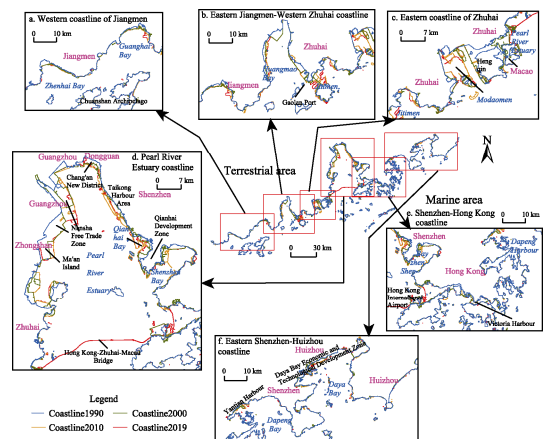 a. Western coastline of Jiangmen
0 10 km
Guanghai
Bay
Jiangmen
Zhenhai Bay
Chuanshan Archipelago
b. Eastern Jiangmen-Western Zhuhai coastline
0 10 km
Zhuhai
Huangmao
Bay
Jiangmen
Gaolan Port
c. Eastern coastline of Zhuhai
0 7 km
Zhuhai
Pearl
River
Estuary
Heng
qin
Macao
Zhuhai
Modaomen
d. Pearl River
Estuary coastline
0 7 km
Guangzhou
Dongguan
Chang'an
New District
Taikong
Harbour
Area
Shenzhen
Guangzhou
Nansha
Free Trade
Zone
Qian
hai
Bay
Qianhai
Development
Zone
Zhongshan
Ma'an
Island
Pearl
River
Estuary
Shenzhen
Bay
Zhuhai
Hong Kong-Zhuhai-Macau
Bridge
Terrestrial area
Marine area
N
0 30 km
e. Shenzhen-Hong Kong
coastline
0 10 km
Shenzhen
Dapeng
Harbour
Hong Kong
Hong Kong
International
Airport
Victoria Harbour
f. Eastern Shenzhen-Huizhou
coastline
0 10 km
Huizhou
Daya Bay Economic and
Technological Development Zone
Yantian Harbour
Shenzhen
Daya
Bay
Huizhou
Dapeng
Bay
Legend
Coastline1990
Coastline2000
Coastline2010
Coastline2019